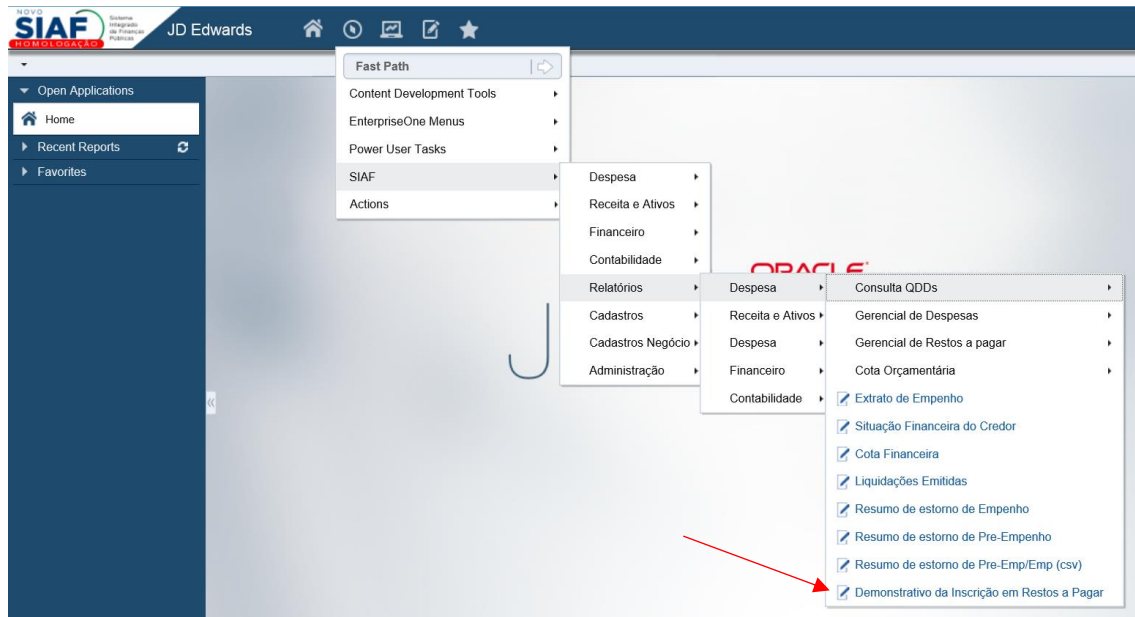 NOVO
SIAF
HOMOLOGAÇÃO
Sistema
Integrado
de Finanças
Públicas
JD Edwards
Open Applications
Home
Recent Reports
Favorites
Fast Path
Content Development Tools
EnterpriseOne Menus
Power User Tasks
SIAF
Actions
Despesa
Receita e Ativos
Financeiro
Contabilidade
Relatórios
Cadastros
Cadastros Negócio
Administração
ORACLE
J
Despesa
Receita e Ativos
Despesa
Financeiro
Contabilidade
Consulta QDDs
Gerencial de Despesas
Gerencial de Restos a pagar
Cota Orçamentária
Extrato de Empenho
Situação Financeira do Credor
Cota Financeira
Liquidações Emitidas
Resumo de estorno de Empenho
Resumo de estorno de Pre-Empenho
Resumo de estorno de Pre-Emp/Emp (csv)
Demonstrativo da Inscrição em Restos a Pagar